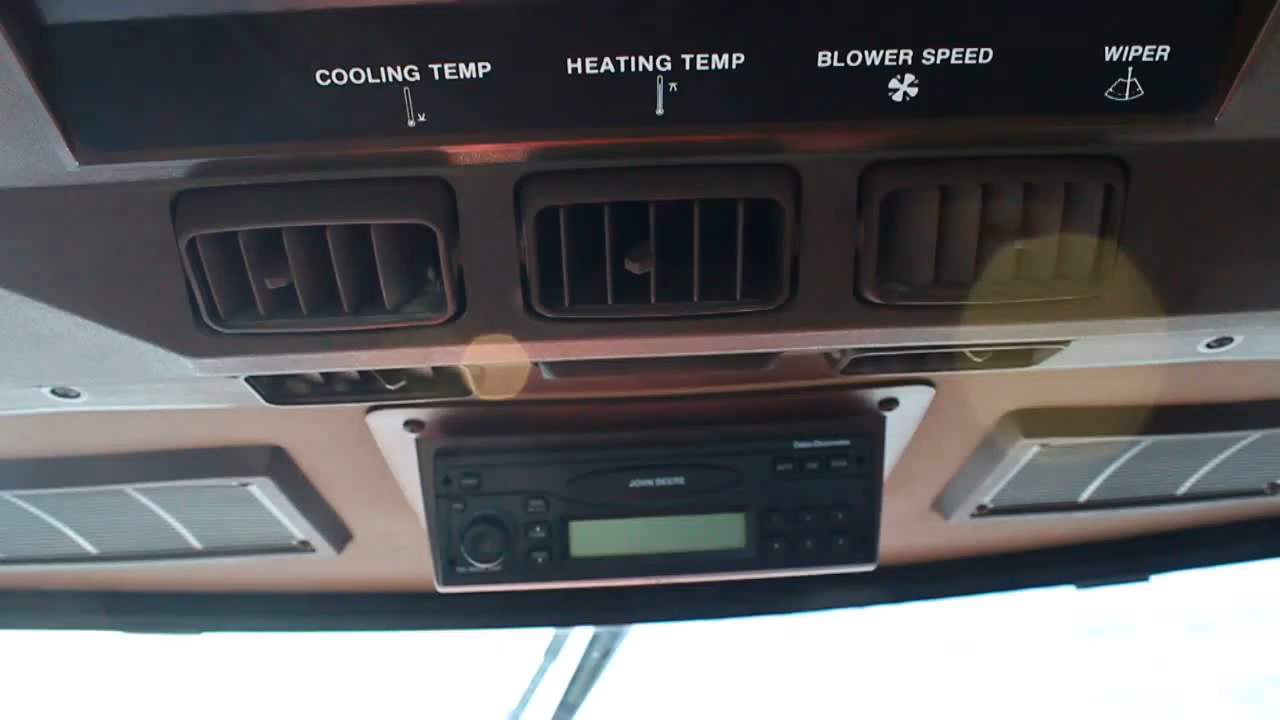 COOLING TEMP
HEATING TEMP
BLOWER SPEED
WIPER
JOHN DEERE